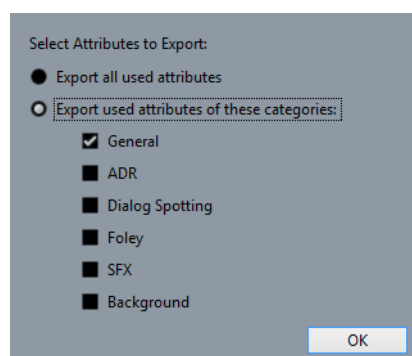 Select Attributes to Export:
Export all used attributes
Export used attributes of these categories:
General
ADR
Dialog Spotting
Foley
SFX
Background
OK